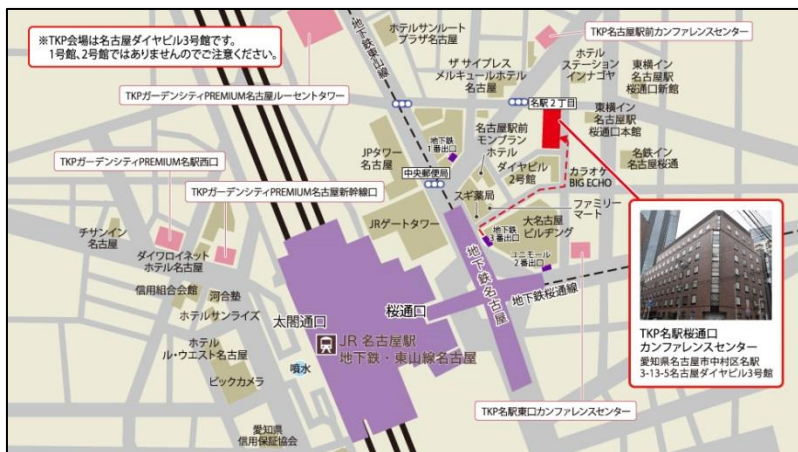 ※TKP会場は名古屋ダイヤビル3号館です。
1号館、2号館ではありませんのでご注意ください。
地下鉄東山線
ホテルサンルート
プラザ名古屋
TKP名古屋駅前カンファレンスセンター
ザ サイプレス
メルキュールホテル
名古屋
ホテル
ステーション
インナゴヤ
東横イン
名古屋駅
桜通口新館
TKPガーデンシティPREMIUM名古屋ルーセントタワー
名駅2丁目
東横イン
名古屋駅
桜通口本館
地下鉄
1番出口
名古屋駅前
モンブラン
ホテル
JPタワー
名古屋
中央郵便局
ダイヤビル
2号館
カラオケ
BIG ECHO
名鉄イン
名古屋桜通
TKPガーデンシティPREMIUM名駅西口
TKPガーデンシティPREMIUM名古屋新幹線口
スギ薬局
ファミリー
マート
JRゲートタワー
地下鉄
3番出口
大名古屋
ビルヂング
チサンイン
名古屋
ダイワロイネット
ホテル名古屋
ユニモール
2番出口
地下鉄名古屋
地下鉄桜通線
信用組合会館
河合塾
ホテルサンライズ
太閤通口
桜通口
JR 名古屋駅
地下鉄・東山線名古屋
ホテル
ル・ウエスト名古屋
ビックカメラ
噴水
TKP名駅東口カンファレンスセンター
愛知県
信用保証協会
TKP名駅桜通口
カンファレンスセンター
愛知県名古屋市中村区名駅
3-13-5名古屋ダイヤビル3号館